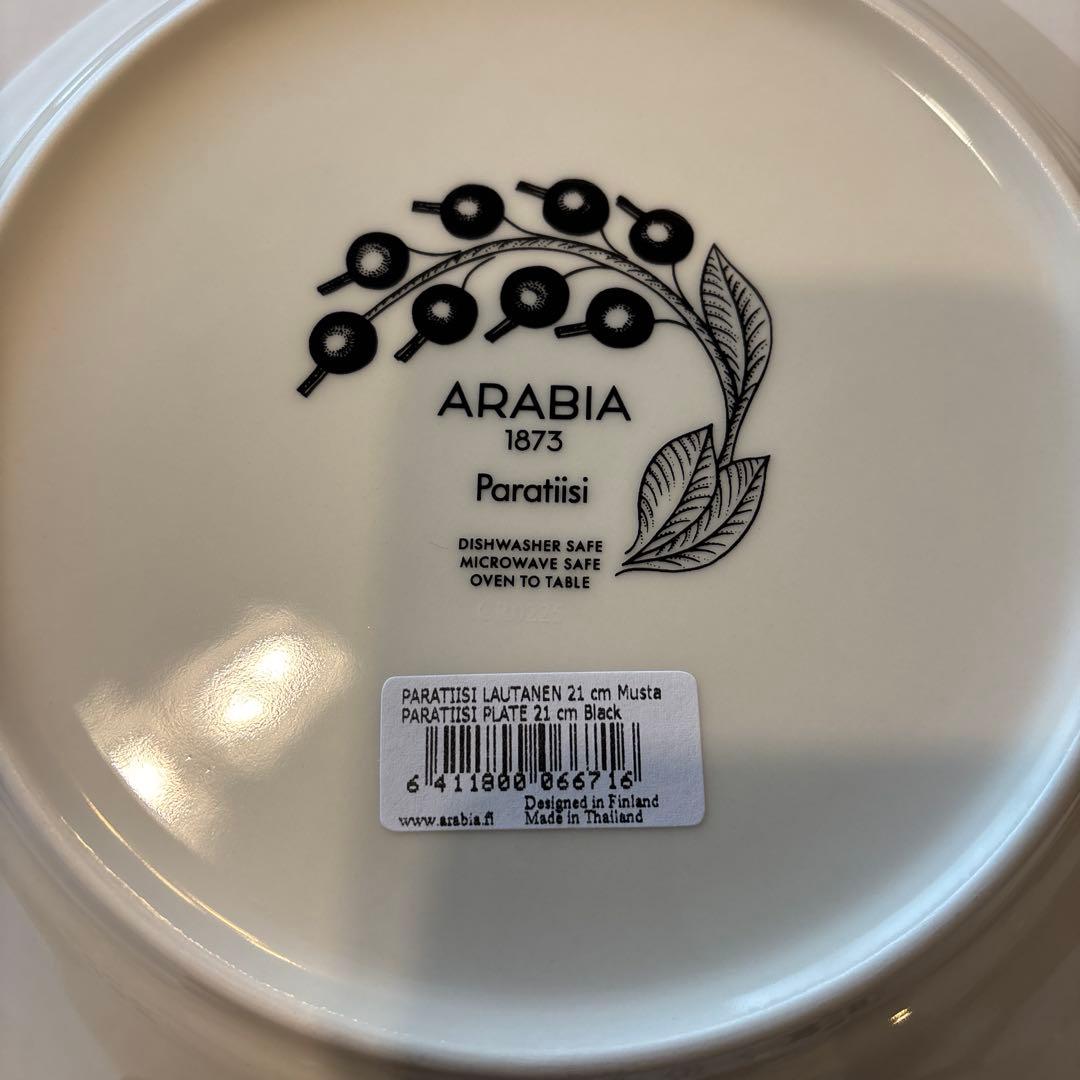 ARABIA
1873
Paratiisi
DISHWASHER SAFE
MICROWAVE SAFE
OVEN TO TABLE
PARATIISI LAUTANEN 21 cm Musta
PARATIISI PLATE 21 cm Black
6 411800 066716
Designed in Finland
www.arabia.fi Made in Thailand